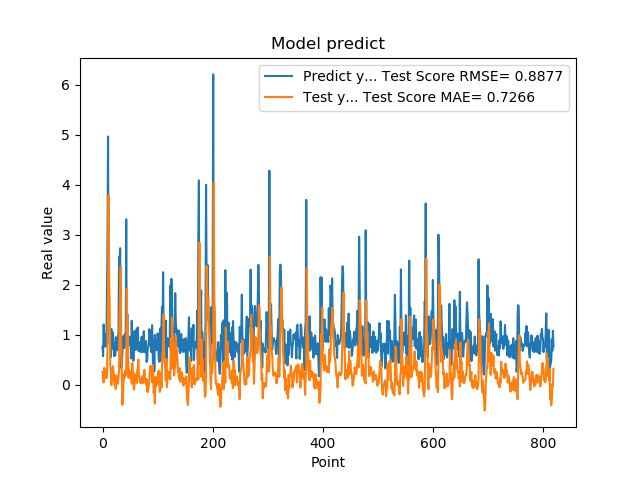 Model predict
Predict y... Test Score RMSE= 0.8877
Test y... Test Score MAE= 0.7266
Real value
6
5
4
3
2
1
0
0 200 400 600 800
Point